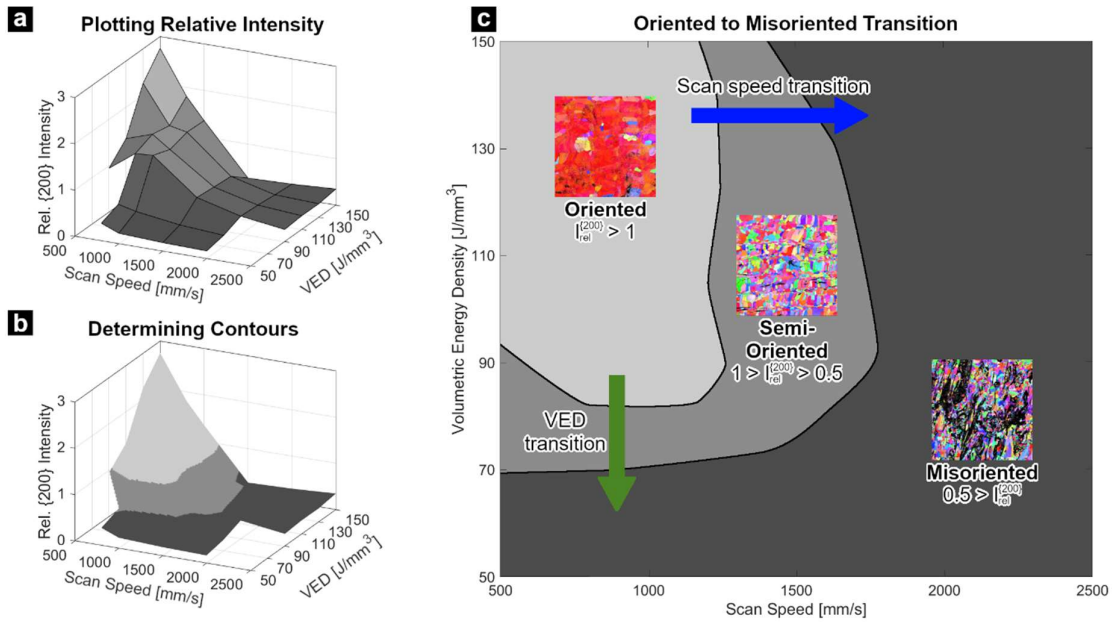 a
Plotting Relative Intensity
3
2
1
0
Rel. {200} Intensity
500
1000
1500
2000
2500
Scan Speed [mm/s]
50
70
90
110
130
150
VED [J/mm³]
b
Determining Contours
3
2
1
0
Rel. {200} Intensity
500
1000
1500
2000
2500
Scan Speed [mm/s]
50
70
90
110
130
150
VED [J/mm³]
c
Oriented to Misoriented Transition
150
130
110
90
70
50
Volumetric Energy Density [J/mm³]
Scan speed transition
Oriented
I_rel^{200} > 1
Semi-
Oriented
1 > I_rel^{200} > 0.5
VED
transition
Misoriented
0.5 > I_rel^{200}
500
1000
1500
2000
2500
Scan Speed [mm/s]